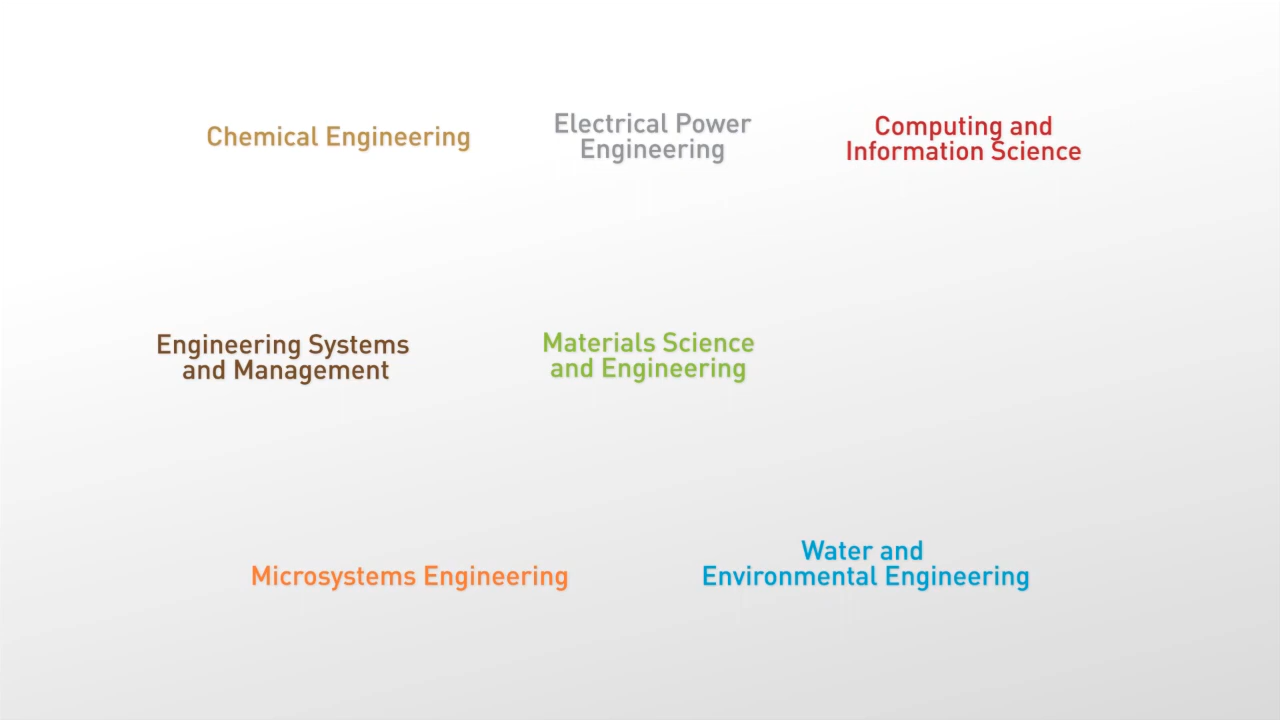 Chemical Engineering
Electrical Power
Engineering
Computing and
Information Science
Engineering Systems
and Management
Materials Science
and Engineering
Microsystems Engineering
Water and
Environmental Engineering